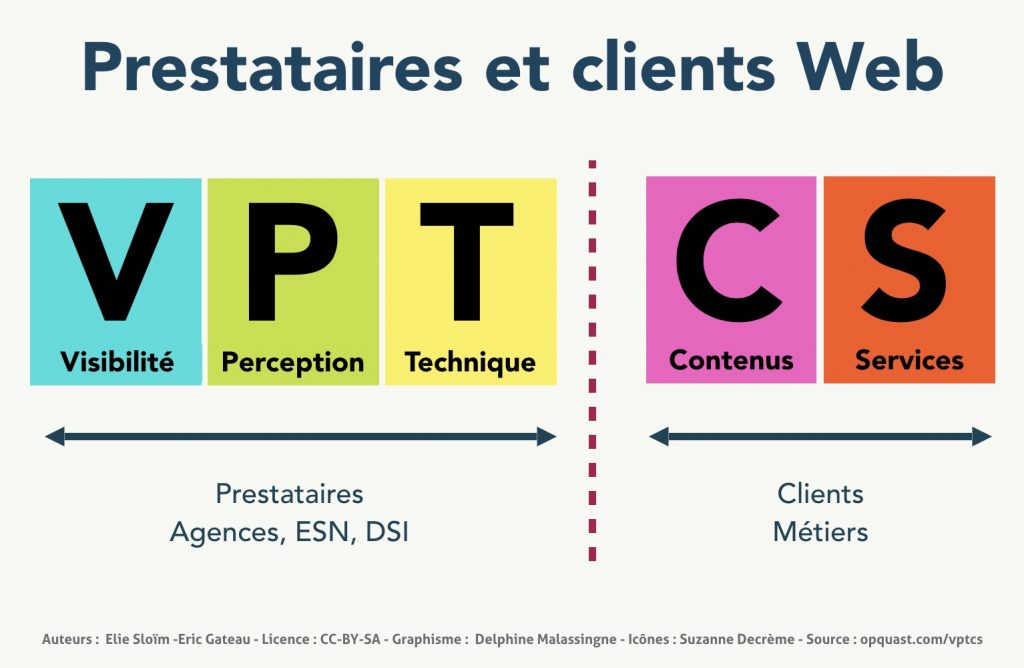 Prestataires et clients Web
V P T C S
Visibilité Perception Technique Contenus Services
Prestataires
Agences, ESN, DSI
Clients
Métiers
Auteurs : Elie Sloïm -Eric Gateau - Licence : CC-BY-SA - Graphisme : Delphine Malassingne - Icônes : Suzanne Decrème - Source : opquast.com/vptcs